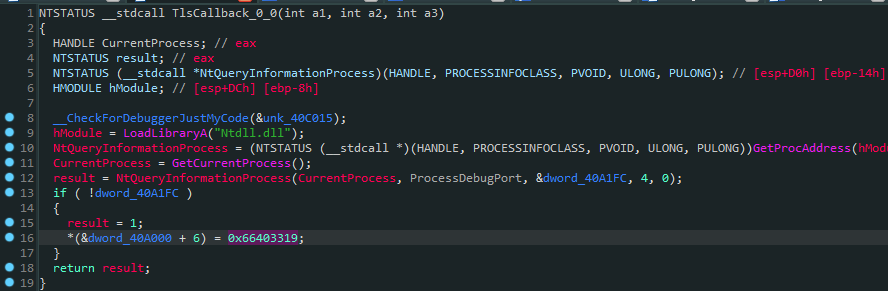 1 NTSTATUS __stdcall TlsCallback_0_0(int a1, int a2, int a3)
2 {
3 HANDLE CurrentProcess; // eax
4 NTSTATUS result; // eax
5 NTSTATUS (__stdcall *NtQueryInformationProcess)(HANDLE, PROCESSINFOCLASS, PVOID, ULONG, PULONG); // [esp+D0h] [ebp-14h]
6 HMODULE hModule; // [esp+DCh] [ebp-8h]
7
8 __CheckForDebuggerJustMyCode(&unk_40C015);
9 hModule = LoadLibraryA("Ntdll.dll");
10 NtQueryInformationProcess = (NTSTATUS (__stdcall *)(HANDLE, PROCESSINFOCLASS, PVOID, ULONG, PULONG))GetProcAddress(hMod
11 CurrentProcess = GetCurrentProcess();
12 result = NtQueryInformationProcess(CurrentProcess, ProcessDebugPort, &dword_40A1FC, 4, 0);
13 if ( !dword_40A1FC )
14 {
15 result = 1;
16 *(&dword_40A000 + 6) = 0x66403319;
17 }
18 return result;
19 }